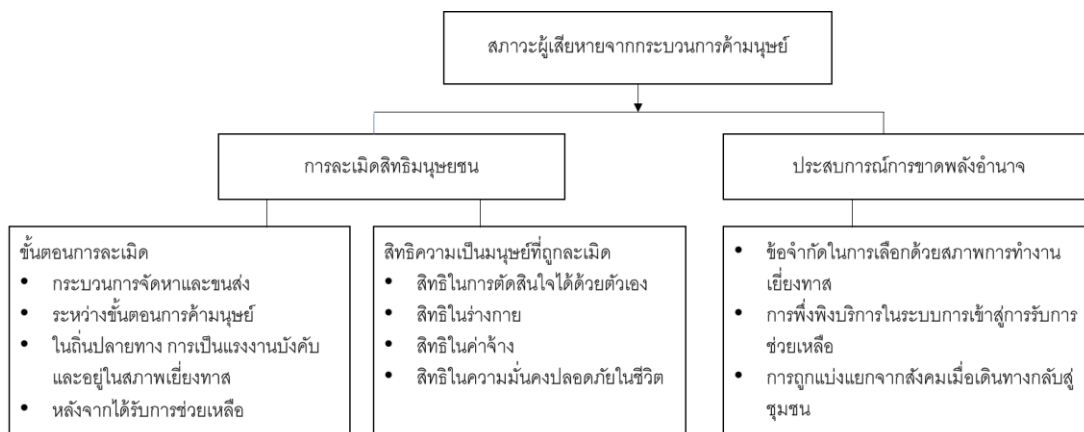 สภาวะผู้เสียหายจากกระบวนการค้ามนุษย์
การละเมิดสิทธิมนุษยชน
ประสบการณ์การขาดพลังอำนาจ
ขั้นตอนการละเมิด
• กระบวนการจัดหาและขนส่ง
• ระหว่างขั้นตอนการค้ามนุษย์
• ในถิ่นปลายทาง การเป็นแรงงานบังคับ
และอยู่ในสภาพเยี่ยงทาส
• หลังจากได้รับการช่วยเหลือ
สิทธิความเป็นมนุษย์ที่ถูกละเมิด
• สิทธิในการตัดสินใจได้ด้วยตัวเอง
• สิทธิในร่างกาย
• สิทธิในค่าจ้าง
• สิทธิในความมั่นคงปลอดภัยในชีวิต
• ข้อจำกัดในการเลือกด้วยสภาพการทำงาน
เยี่ยงทาส
• การพึ่งพิงบริการในระบบการเข้าสู่การรับการ
ช่วยเหลือ
• การถูกแบ่งแยกจากสังคมเมื่อเดินทางกลับสู่
ชุมชน